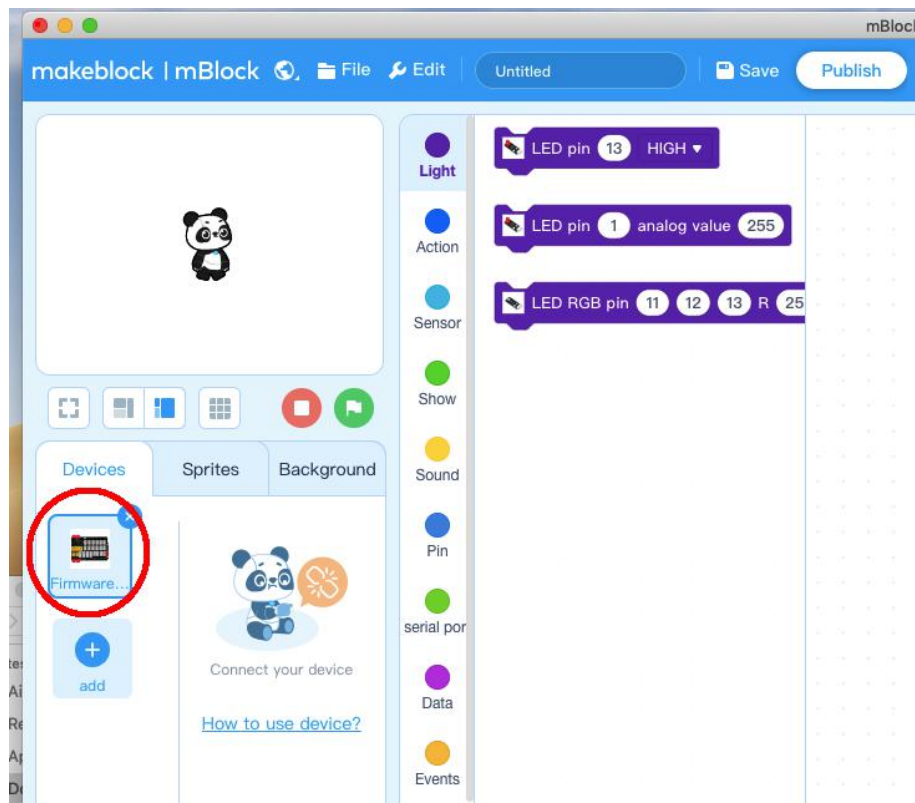 mBloc
makeblock | mBlock File Edit Untitled Save Publish
Light
Action
Sensor
Show
Sound
Pin
serial por
Data
Events
LED pin 13 HIGH
LED pin 1 analog value 255
LED RGB pin 11 12 13 R 25
Devices Sprites Background
Firmware...
add
Connect your device
How to use device?